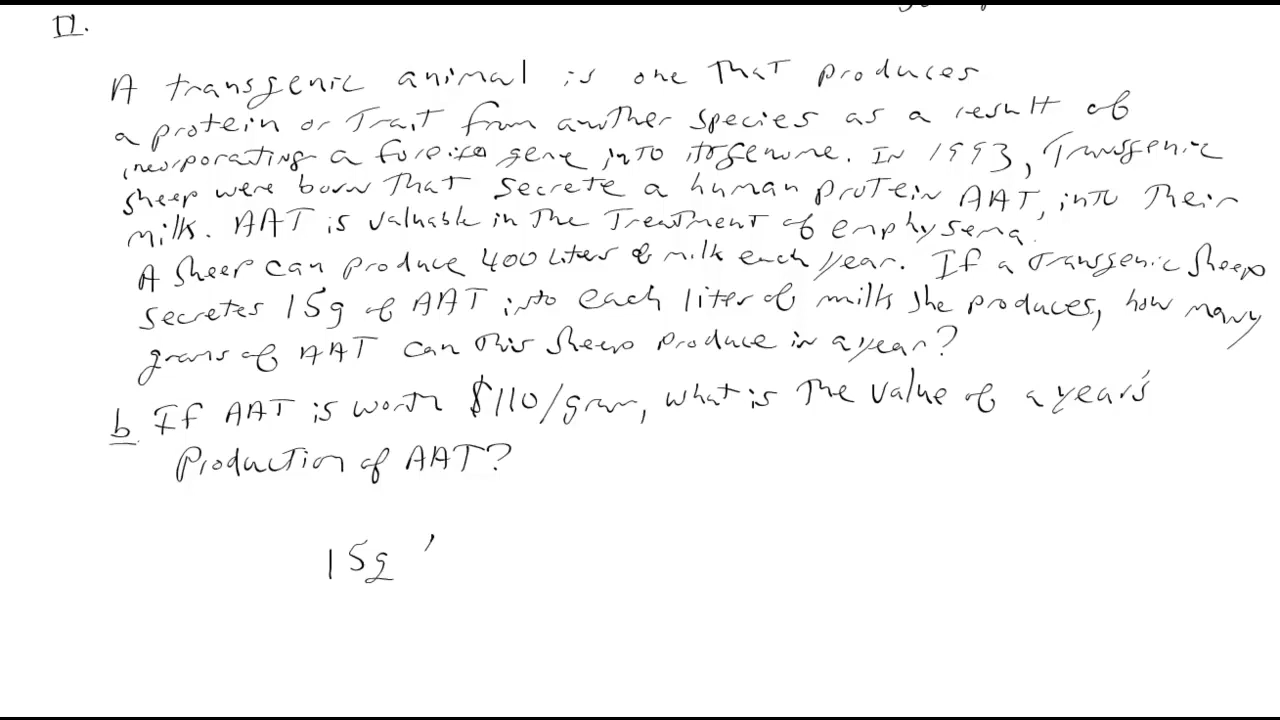 II.
A transgenic animal is one that produces
a protein or trait from another species as a result of
incorporating a foreign gene into its genome. In 1993, Transgenic
sheep were born that secrete a human protein AAT, into their
milk. AAT is valuable in the Treatment of emphysema.
A sheep can produce 400 liters of milk each year. If a transgenic sheep
secretes 15g of AAT into each liter of milk she produces, how many
grams of AAT can this sheep produce in a year?
b. If AAT is worth $110/gram, what is the value of a year's
Production of AAT?
15g